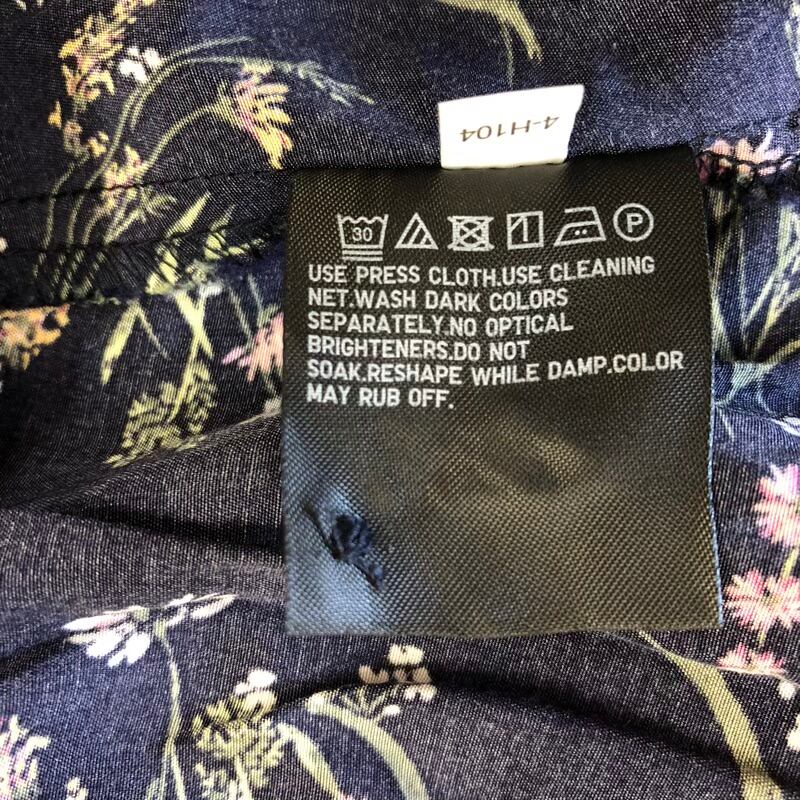 4-H104
30 P
USE PRESS CLOTH.USE CLEANING
NET.WASH DARK COLORS
SEPARATELY.NO OPTICAL
BRIGHTENERS.DO NOT
SOAK.RESHAPE WHILE DAMP.COLOR
MAY RUB OFF.